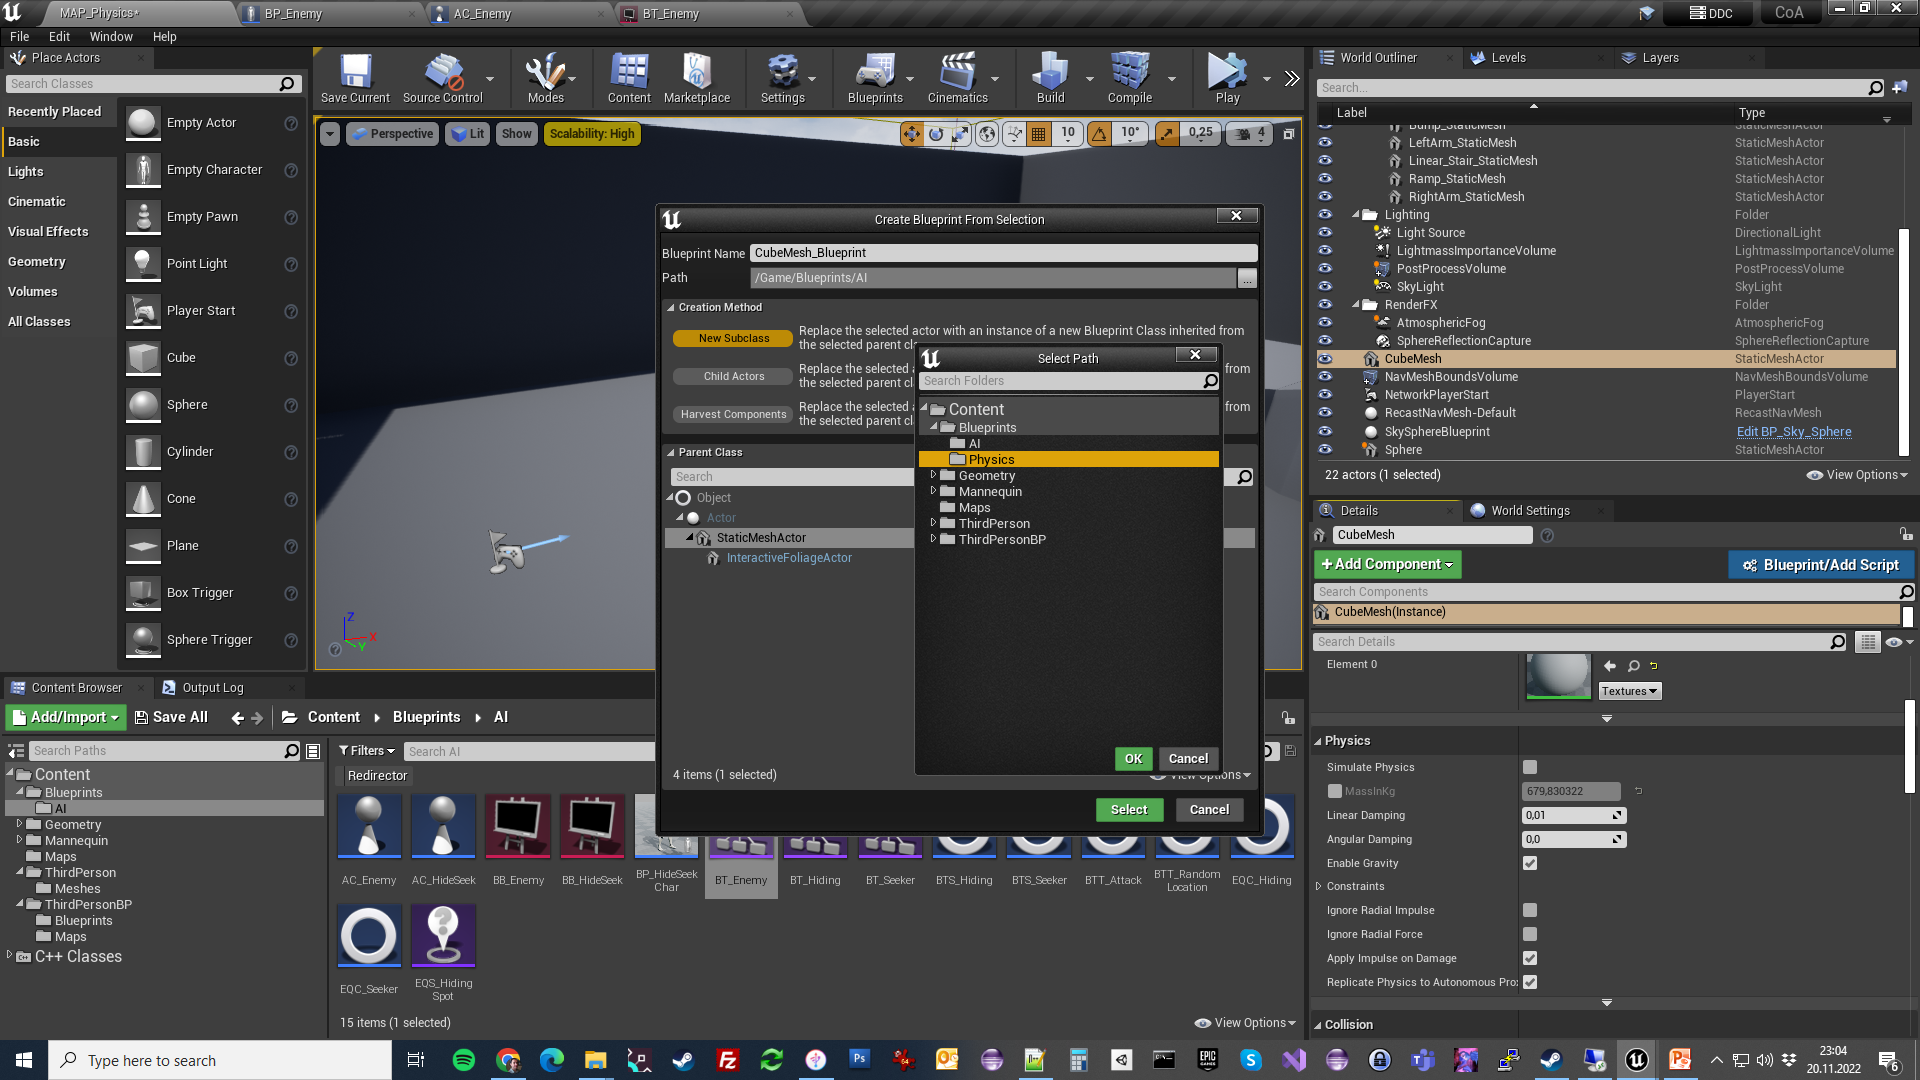 MAP_Physics*
BP_Enemy
AC_Enemy
BT_Enemy
DDC
CoA
File
Edit
Window
Help
Place Actors
Search Classes
Recently Placed
Basic
Lights
Cinematic
Visual Effects
Geometry
Volumes
All Classes
Empty Actor
Empty Character
Empty Pawn
Point Light
Player Start
Cube
Sphere
Cylinder
Cone
Plane
Box Trigger
Sphere Trigger
Save Current
Source Control
Modes
Content
Marketplace
Settings
Blueprints
Cinematics
Build
Compile
Play
Perspective
Lit
Show
Scalability: High
10
10°
0,25
4
Z
X
Y
Create Blueprint From Selection
Blueprint Name
CubeMesh_Blueprint
Path
/Game/Blueprints/AI
...
Creation Method
New Subclass
Replace the selected actor with an instance of a new Blueprint Class inherited from
the selected parent cla
Child Actors
Replace the selected a
from
the selected parent cl
Harvest Components
Replace the selected a
from
the selected parent cl
Parent Class
Search
Object
Actor
StaticMeshActor
InteractiveFoliageActor
4 items (1 selected)
View Options
Select
Cancel
Select Path
Search Folders
Content
Blueprints
AI
Physics
Geometry
Mannequin
Maps
ThirdPerson
ThirdPersonBP
OK
Cancel
World Outliner
Levels
Layers
Search...
Label
Type
Bump_StaticMesh
StaticMeshActor
LeftArm_StaticMesh
StaticMeshActor
Linear_Stair_StaticMesh
StaticMeshActor
Ramp_StaticMesh
StaticMeshActor
RightArm_StaticMesh
StaticMeshActor
Lighting
Folder
Light Source
DirectionalLight
LightmassImportanceVolume
LightmassImportanceVolume
PostProcessVolume
PostProcessVolume
SkyLight
SkyLight
RenderFX
Folder
AtmosphericFog
AtmosphericFog
SphereReflectionCapture
SphereReflectionCapture
CubeMesh
StaticMeshActor
NavMeshBoundsVolume
NavMeshBoundsVolume
NetworkPlayerStart
PlayerStart
RecastNavMesh-Default
RecastNavMesh
SkySphereBlueprint
Edit BP_Sky_Sphere
Sphere
StaticMeshActor
22 actors (1 selected)
View Options
Details
World Settings
CubeMesh
Add Component
Blueprint/Add Script
Search Components
CubeMesh(Instance)
Search Details
Element 0
Textures
Physics
Simulate Physics
MassInKg
679,830322
Linear Damping
0,01
Angular Damping
0,0
Enable Gravity
Constraints
Ignore Radial Impulse
Ignore Radial Force
Apply Impulse on Damage
Replicate Physics to Autonomous Pro
Collision
Content Browser
Output Log
Add/Import
Save All
Content
Blueprints
AI
Search Paths
Filters
Search AI
Redirector
Content
Blueprints
AI
Geometry
Mannequin
Maps
ThirdPerson
Meshes
ThirdPersonBP
Blueprints
Maps
C++ Classes
AC_Enemy
AC_HideSeek
BB_Enemy
BB_HideSeek
BP_HideSeek
Char
BT_Enemy
BT_Hiding
BT_Seeker
BTS_Hiding
BTS_Seeker
BTT_Attack
BTT_Random
Location
EQC_Hiding
EQC_Seeker
EQS_Hiding
Spot
15 items (1 selected)
View Options
Type here to search
23:04
20.11.2022
6